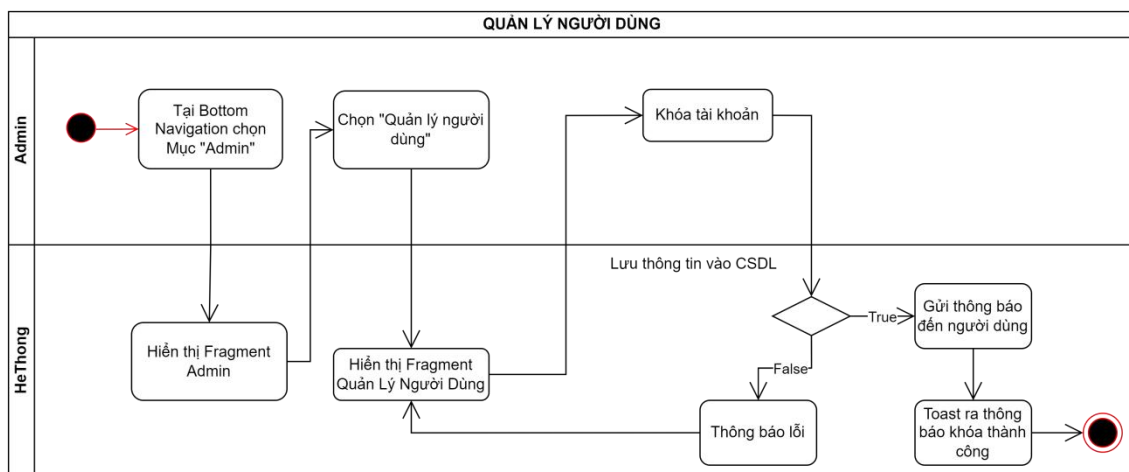 QUẢN LÝ NGƯỜI DÙNG
Admin
Tại Bottom
Navigation chọn
Mục "Admin"
Chọn "Quản lý người
dùng"
Khóa tài khoản
HeThong
Lưu thông tin vào CSDL
Hiển thị Fragment
Admin
Hiển thị Fragment
Quản Lý Người Dùng
True
Gửi thông báo
đến người dùng
False
Thông báo lỗi
Toast ra thông
báo khóa thành
công